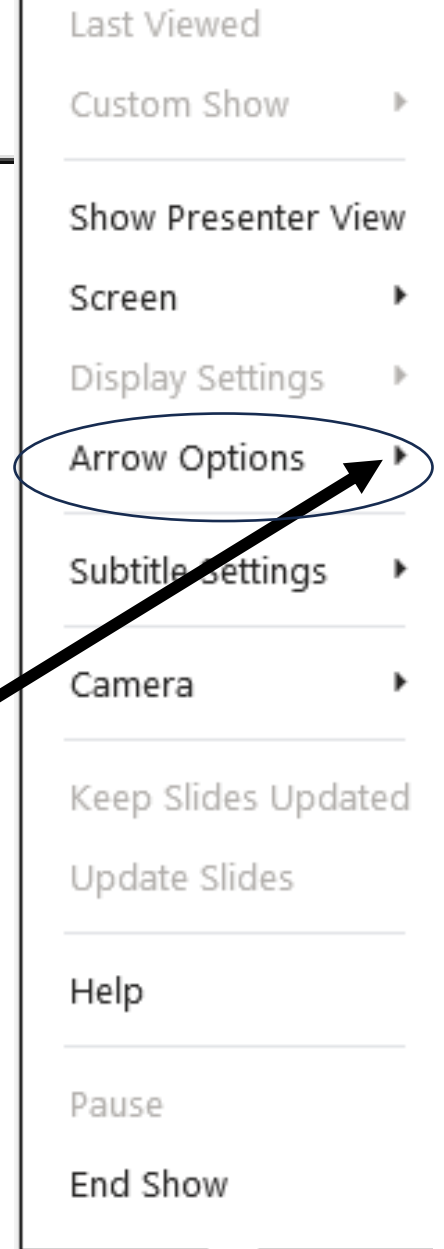 Last Viewed
Custom Show
Show Presenter View
Screen
Display Settings
Arrow Options
Subtitle Settings
Camera
Keep Slides Updated
Update Slides
Help
Pause
End Show